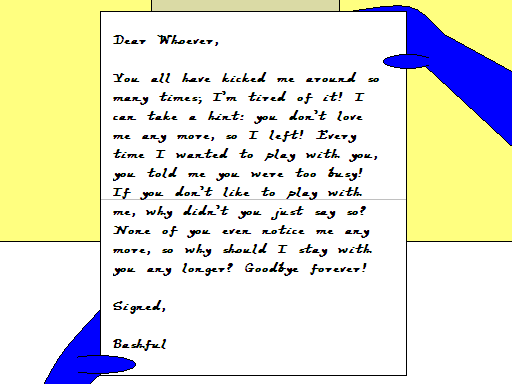 Dear Whoever,
You all have kicked me around so
many times; I'm tired of it! I
can take a hint: you don't love
me any more, so I left! Every
time I wanted to play with you,
you told me you were too busy!
If you don't like to play with
me, why didn't you just say so?
None of you even notice me any
more, so why should I stay with
you any longer? Goodbye forever!
Signed,
Bashful